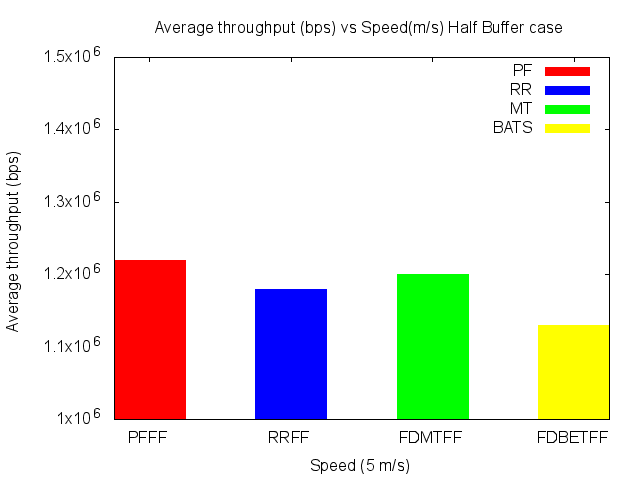 Average throughput (bps) vs Speed(m/s) Half Buffer case
Average throughput (bps)
1.5x10^6
1.4x10^6
1.3x10^6
1.2x10^6
1.1x10^6
1x10^6
PF
RR
MT
BATS
PFFF RRFF FDMTFF FDBETFF
Speed (5 m/s)